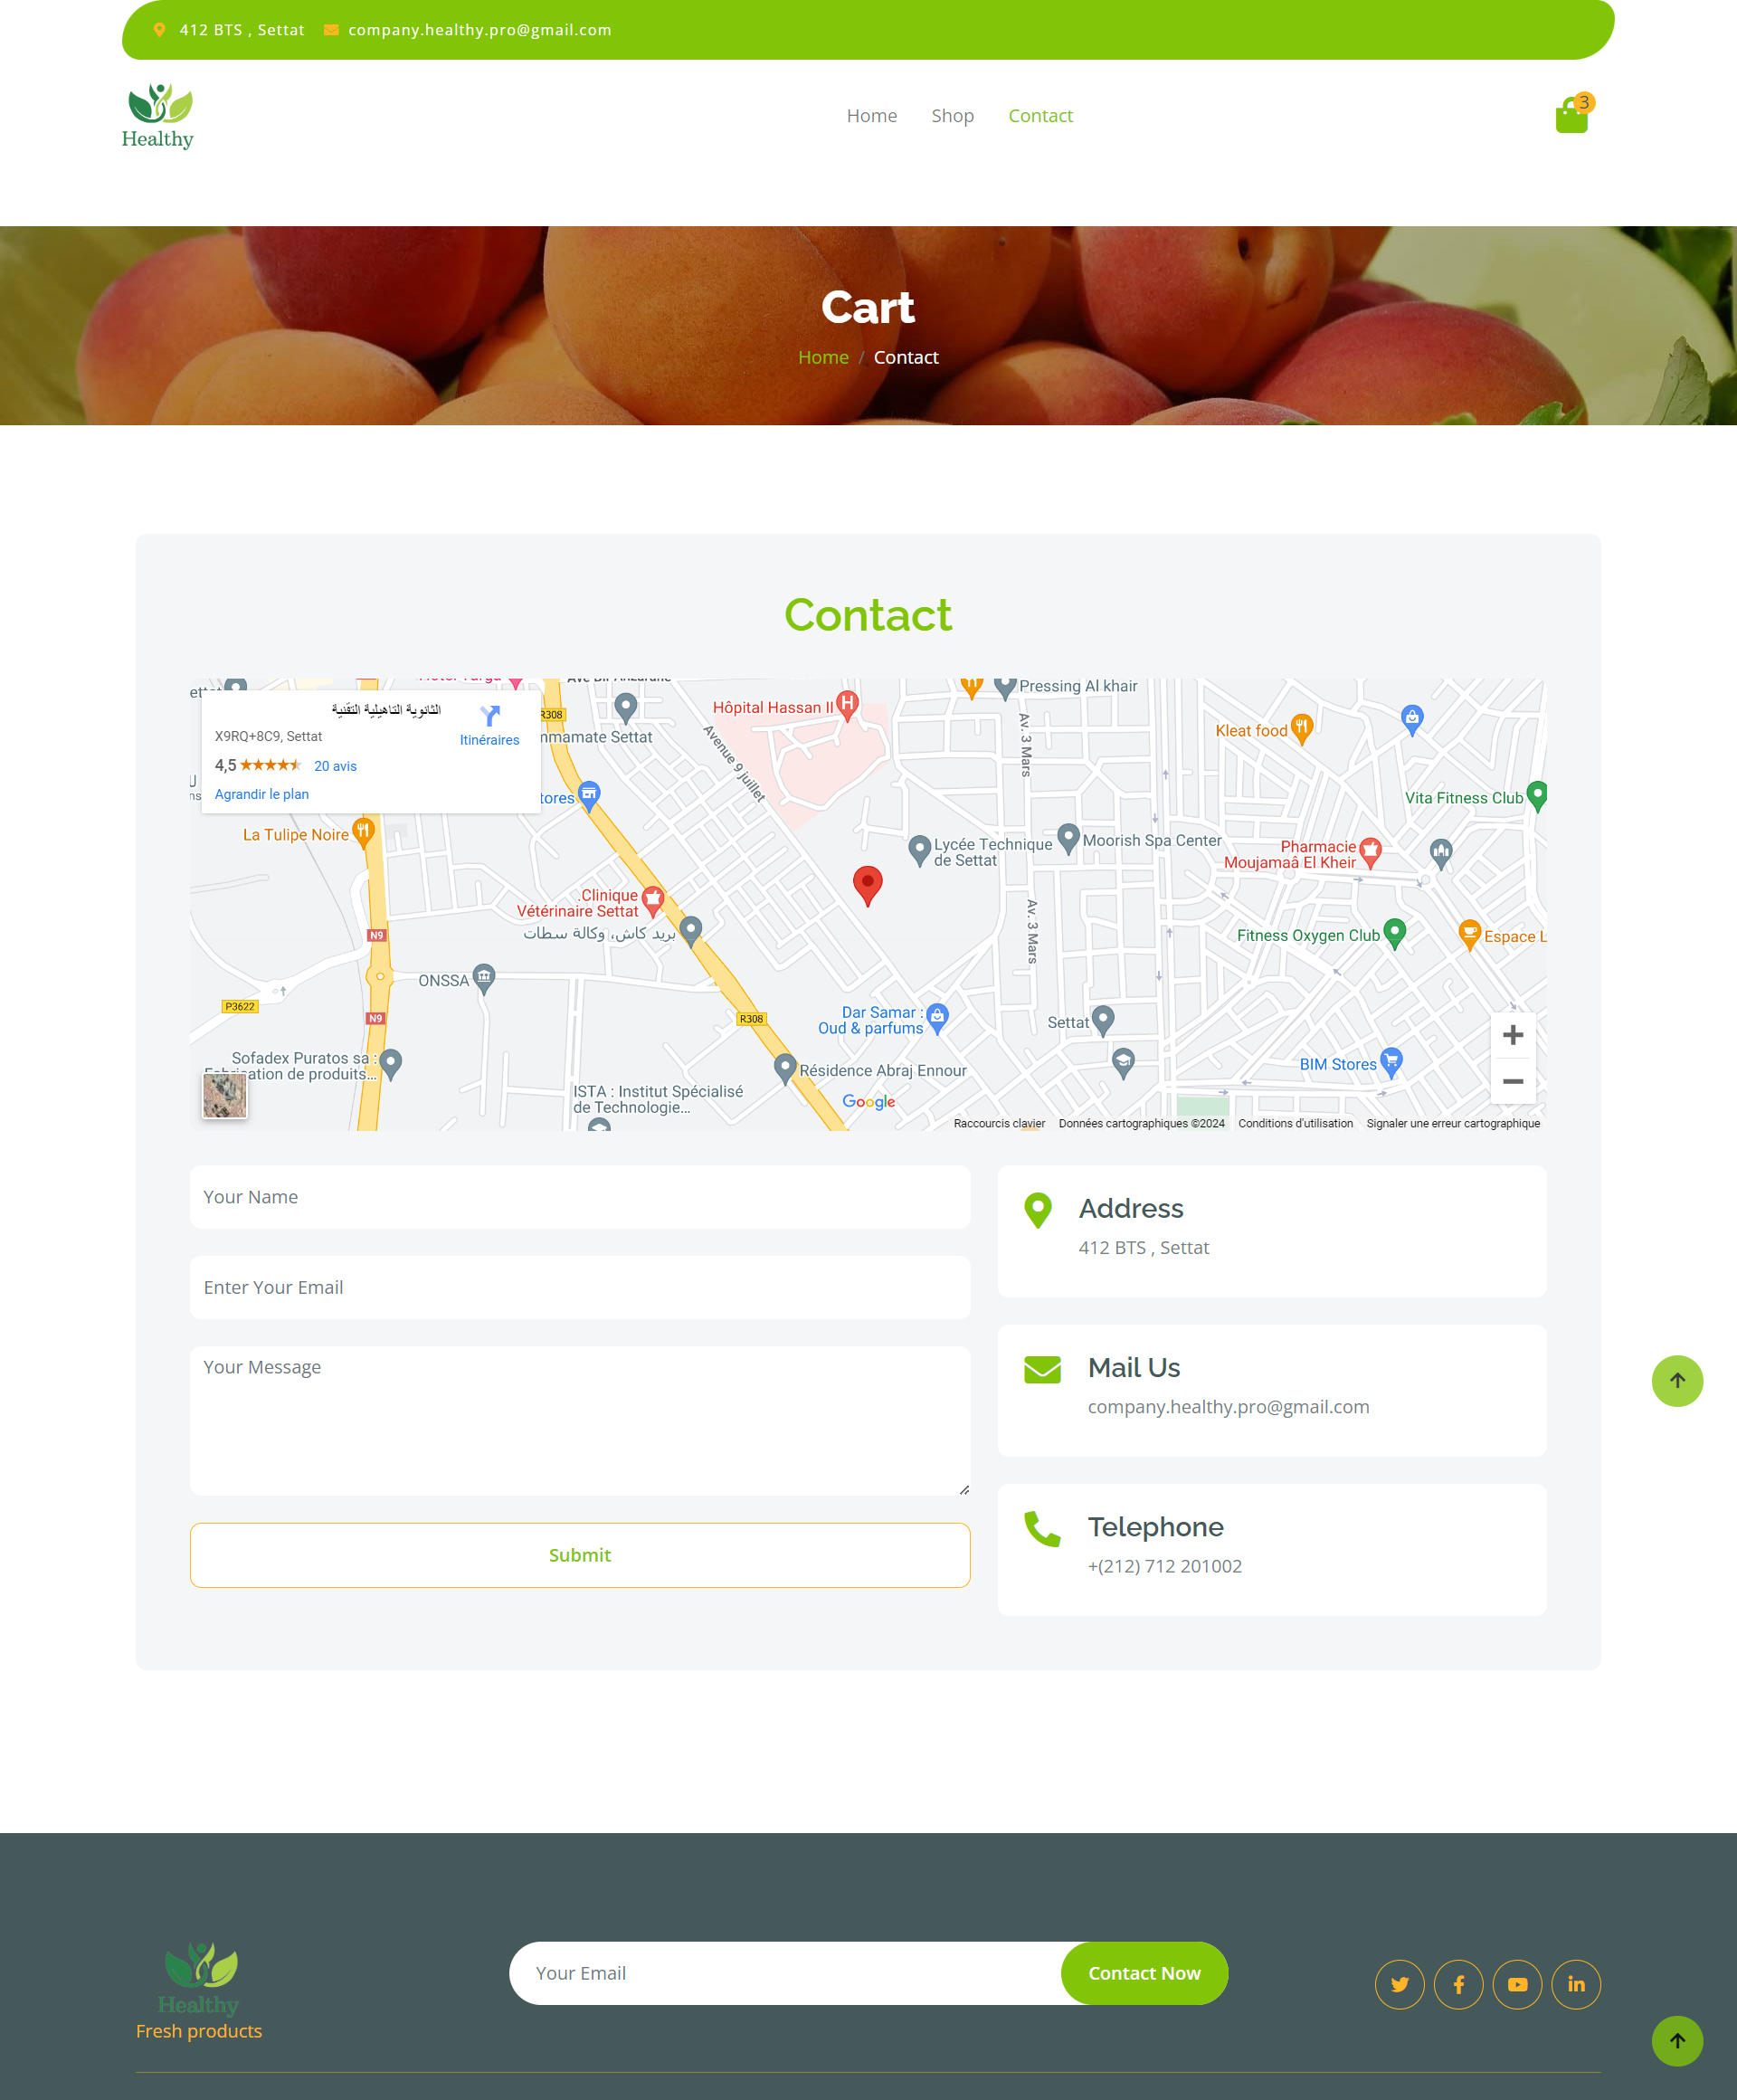 412 BTS , Settat company.healthy.pro@gmail.com
Healthy
Home Shop Contact
3
Cart
Home / Contact
Contact
الثانوية التاهيلية التقنية
X9RQ+8C9, Settat
4,5
20 avis
Agrandir le plan
Itinéraires
R308
Hôpital Hassan II
Pressing Al khair
Avenue 9 juillet
Av. 3 Mars
Kleat food
Vita Fitness Club
La Tulipe Noire
Lycée Technique
de Settat
Moorish Spa Center
Pharmacie
Moujamaâ El Kheir
Clinique
Vétérinaire Settat
بريد كاش، وكالة سطات
N9
Av. 3 Mars
Fitness Oxygen Club
Espace L
ONSSA
P3622
N9
R308
Dar Samar :
Oud & parfums
Settat
Sofadex Puratos sa :
Résidence Abraj Ennour
BIM Stores
de produits...
ISTA : Institut Spécialisé
de Technologie...
Google
Raccourcis clavier Données cartographiques ©2024 Conditions d'utilisation Signaler une erreur cartographique
Your Name
Enter Your Email
Your Message
Submit
Address
412 BTS , Settat
Mail Us
company.healthy.pro@gmail.com
Telephone
+(212) 712 201002
Healthy
Fresh products
Your Email
Contact Now